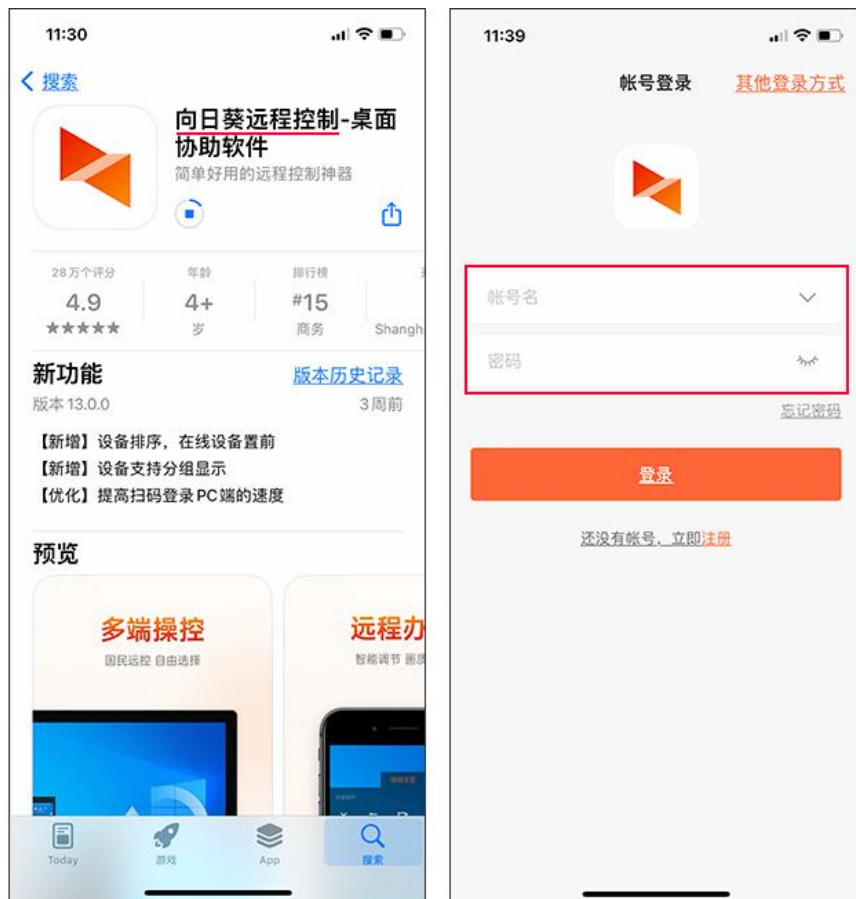 11:30
搜索
向日葵远程控制-桌面
协助软件
简单好用的远程控制神器
28万个评分
年龄
排行榜
4.9
4+
#15
★★★★★
岁
商务
Shangh
新功能
版本历史记录
版本 13.0.0
3 周前
【新增】设备排序，在线设备置前
【新增】设备支持分组显示
【优化】提高扫码登录PC端的速度
预览
多端操控
国民远控 自由选择
远程办
智能调节 画质
Today
游戏
App
搜索
11:39
帐号登录
其他登录方式
帐号名
密码
忘记密码
登录
还没有帐号，立即注册